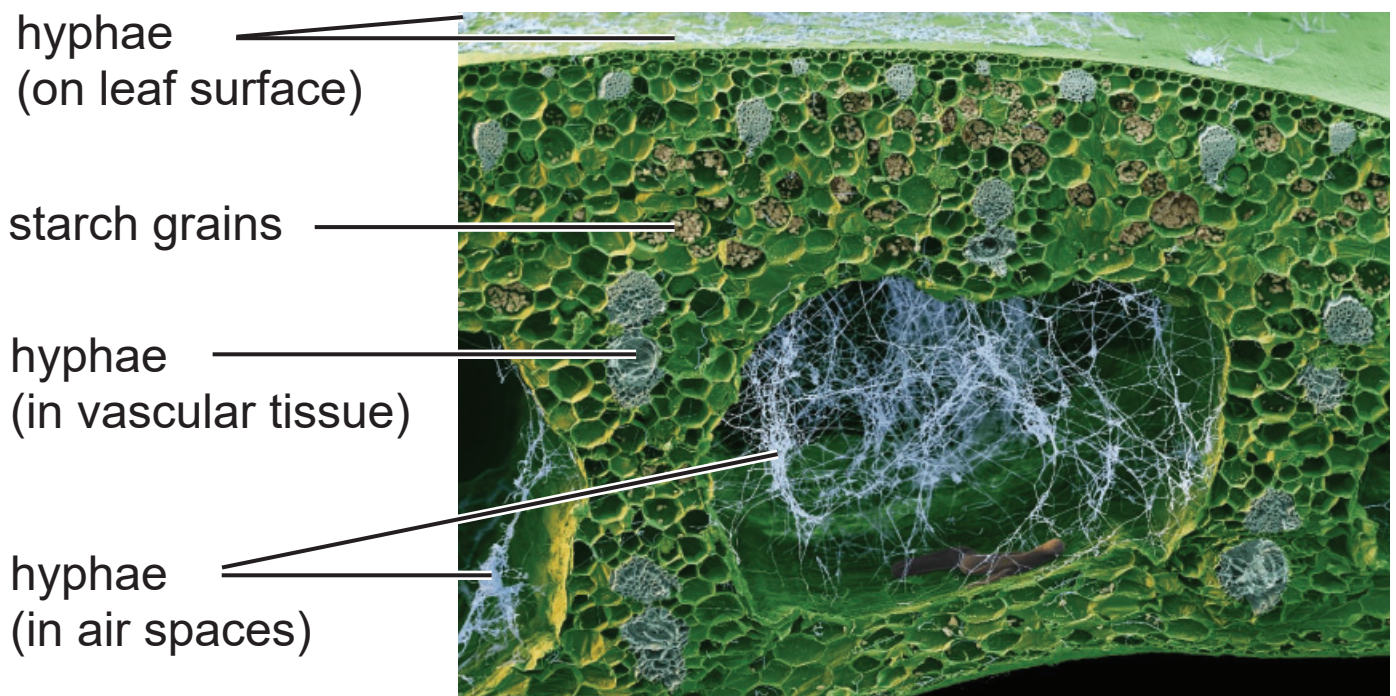 hyphae
(on leaf surface)
starch grains
hyphae
(in vascular tissue)
hyphae
(in air spaces)